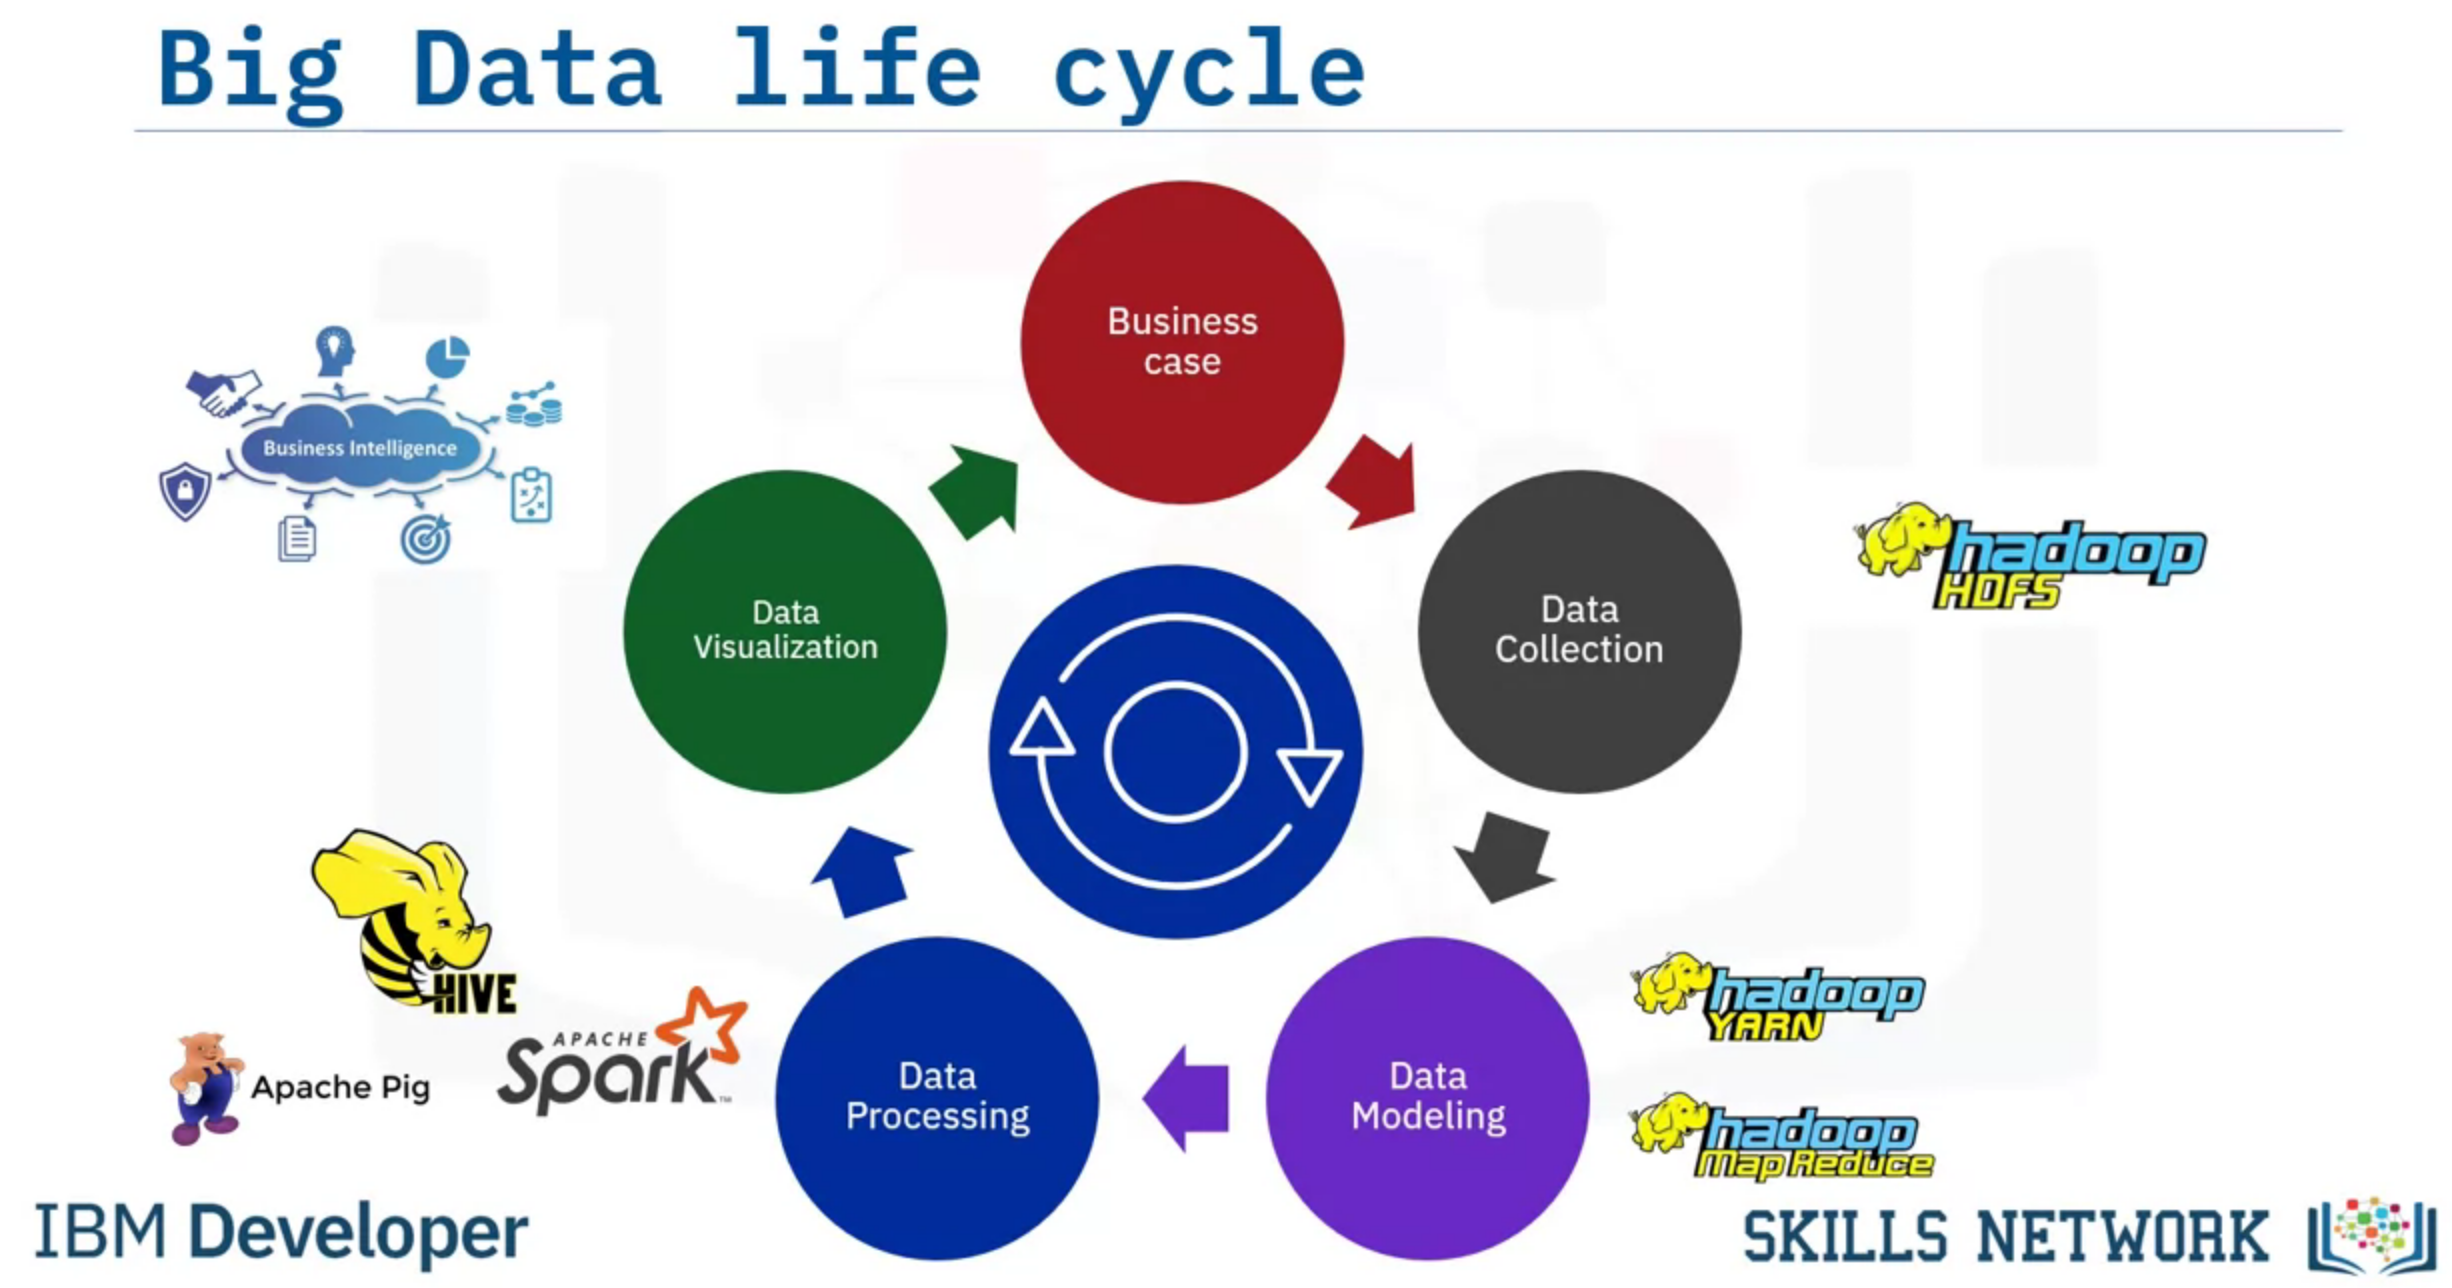 Big Data life cycle
Business
case
Business Intelligence
Data
Visualization
Data
Collection
hadoop
HDFS
HIVE
APACHE
Spark™
Apache Pig
Data
Processing
Data
Modeling
hadoop
YARN
hadoop
Map Reduce
IBM Developer
SKILLS NETWORK